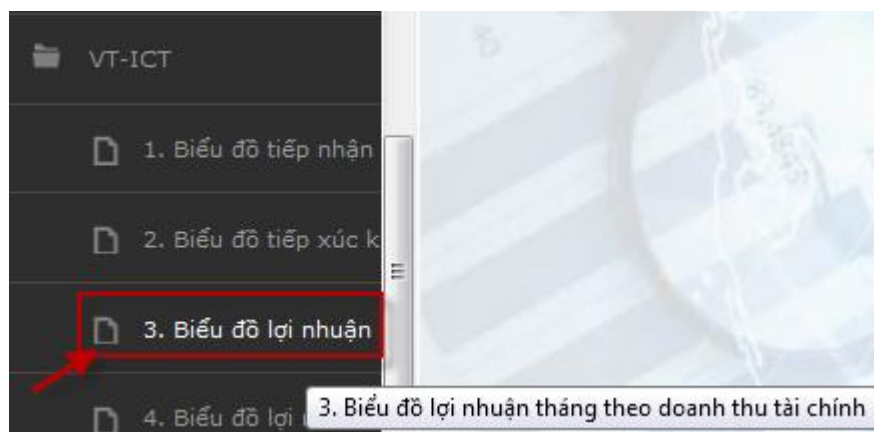 VT-ICT
1. Biểu đồ tiếp nhận
2. Biểu đồ tiếp xúc k
3. Biểu đồ lợi nhuận
4. Biểu đồ lợi
3. Biểu đồ lợi nhuận tháng theo doanh thu tài chính